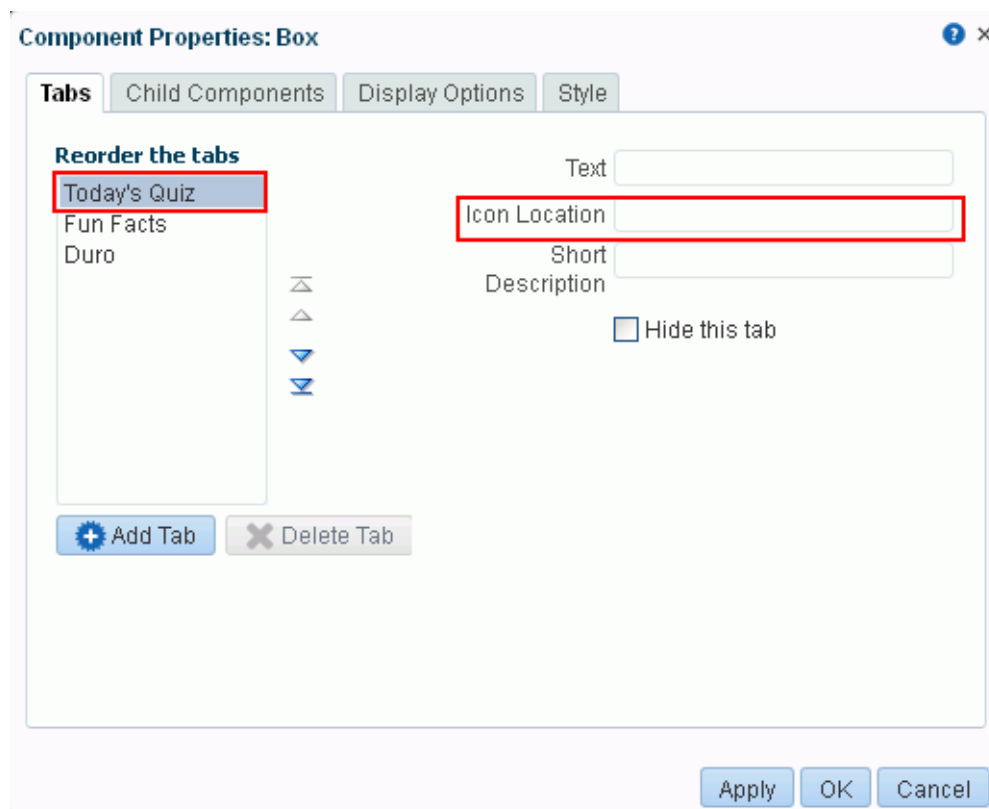 Component Properties: Box
Tabs
Child Components
Display Options
Style
Reorder the tabs
Today's Quiz
Fun Facts
Duro
Text
Icon Location
Short
Description
Hide this tab
Add Tab
Delete Tab
Apply
OK
Cancel